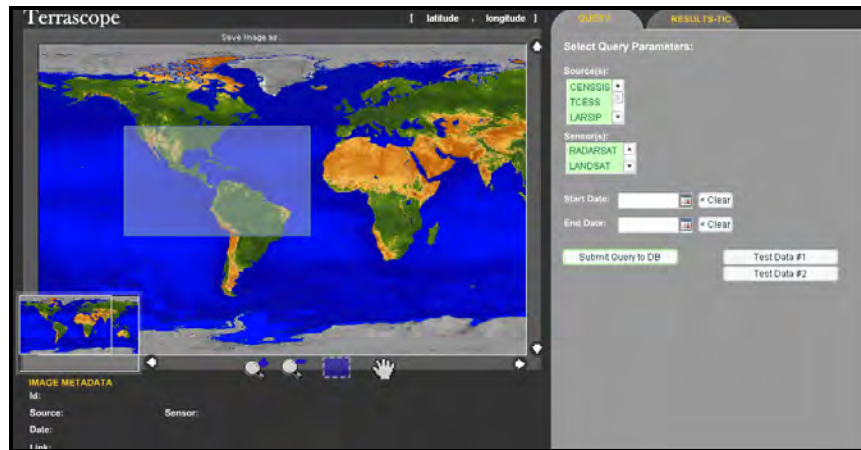 Terrascope
[ latitude , longitude ]
QUERY
RESULTS-TIC
Save Image as:
Select Query Parameters:
Source(s):
CENSSIS
TCESS
LARSIP
Sensor(s):
RADARSAT
LANDSAT
Start Date:
× Clear
End Date:
× Clear
Submit Query to DB
Test Data #1
Test Data #2
IMAGE METADATA
Id:
Source:
Sensor:
Date:
Link: